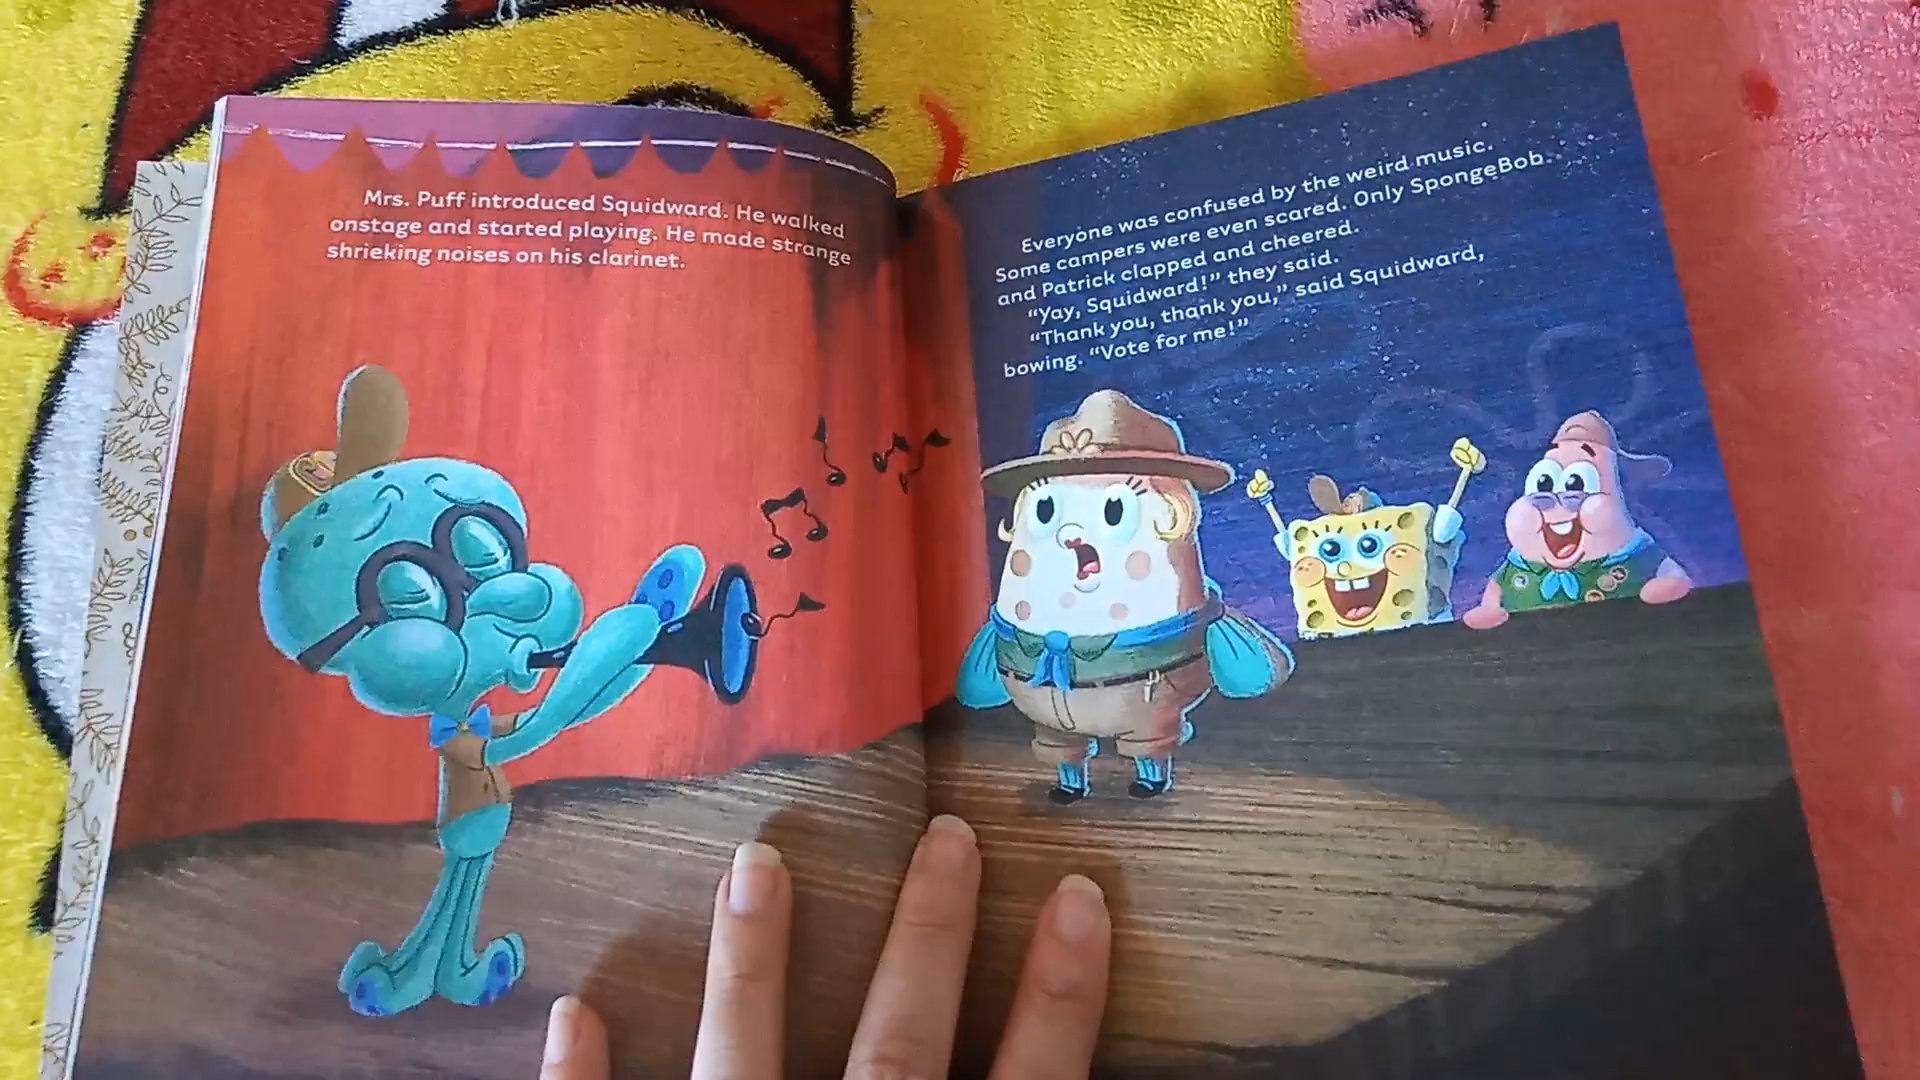 Mrs. Puff introduced Squidward. He walked
onstage and started playing. He made strange
shrieking noises on his clarinet.
Everyone was confused by the weird music.
Some campers were even scared. Only SpongeBob
and Patrick clapped and cheered.
“Yay, Squidward!” they said.
“Thank you, thank you,” said Squidward,
bowing. “Vote for me!”